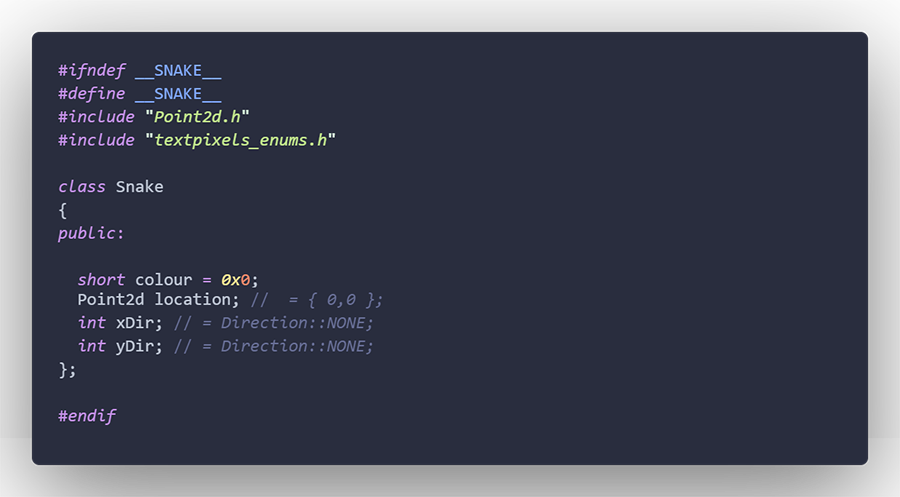 #ifndef __SNAKE__
#define __SNAKE__
#include "Point2d.h"
#include "textpixels_enums.h"
class Snake
{
public:
short colour = 0x0;
Point2d location; //  = { 0,0 };
int xDir; // = Direction::NONE;
int yDir; // = Direction::NONE;
};
#endif